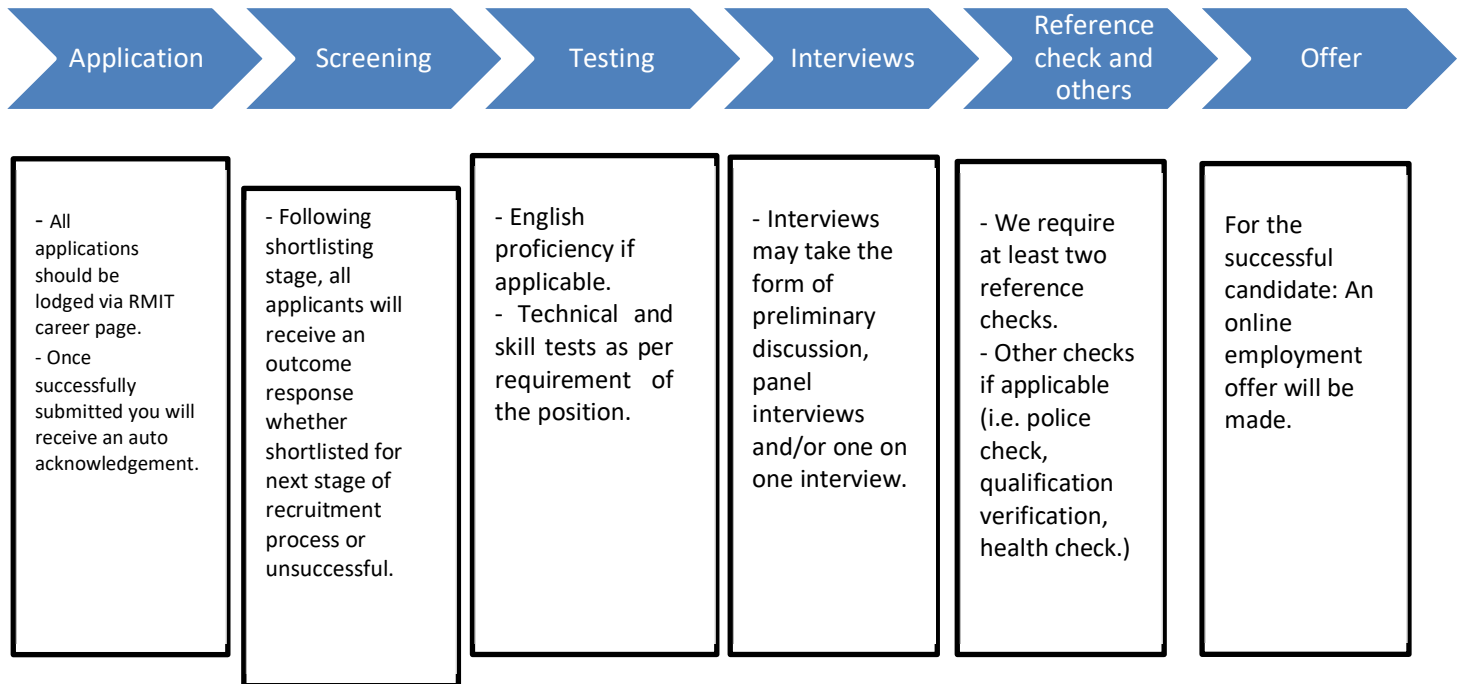 Application
Screening
Testing
Interviews
Reference
check and
others
Offer
- All
applications
should be
lodged via RMIT
career page.
- Once
successfully
submitted you will
receive an auto
acknowledgement.
- Following
shortlisting
stage, all
applicants will
receive an
outcome
response
whether
shortlisted for
next stage of
recruitment
process or
unsuccessful.
- English
proficiency if
applicable.
- Technical and
skill tests as per
requirement of
the position.
- Interviews
may take the
form of
preliminary
discussion,
panel
interviews
and/or one on
one interview.
- We require
at least two
reference
checks.
- Other checks
if applicable
(i.e. police
check,
qualification
verification,
health check.)
For the
successful
candidate: An
online
employment
offer will be
made.